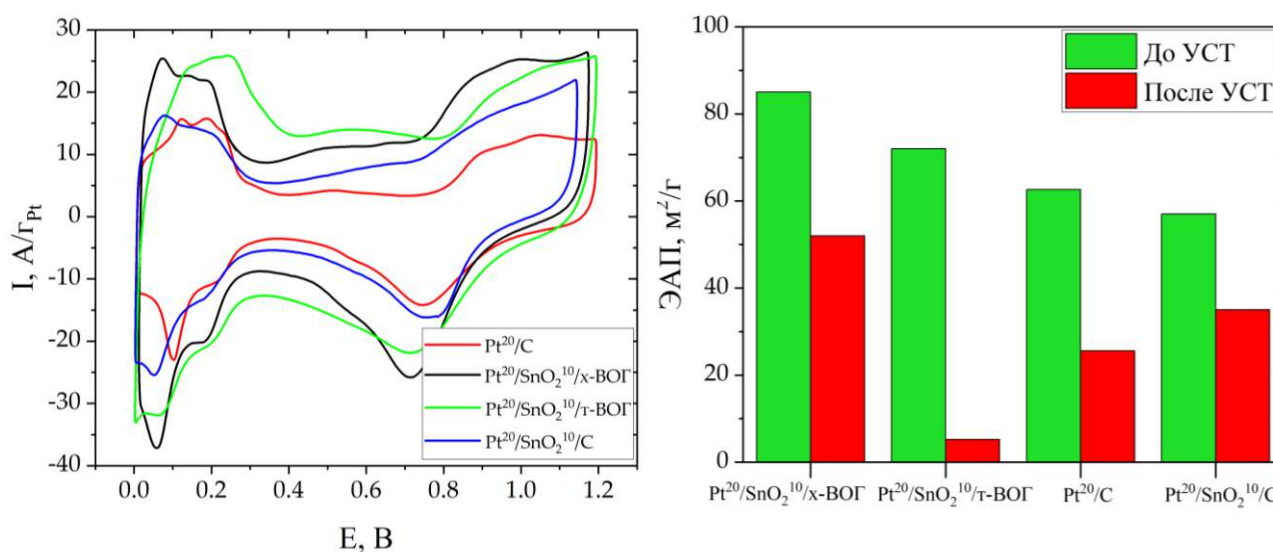 30
20
10
0
-10
-20
-30
-40
I, А/гPt
0.0 0.2 0.4 0.6 0.8 1.0 1.2
E, В
Pt²⁰/C
Pt²⁰/SnO₂¹⁰/х-ВОГ
Pt²⁰/SnO₂¹⁰/т-ВОГ
Pt²⁰/SnO₂¹⁰/C
100
80
60
40
20
0
ЭАП, м²/г
До УСТ
После УСТ
Pt²⁰/SnO₂¹⁰/х-ВОГ Pt²⁰/SnO₂¹⁰/т-ВОГ Pt²⁰/C Pt²⁰/SnO₂¹⁰/C